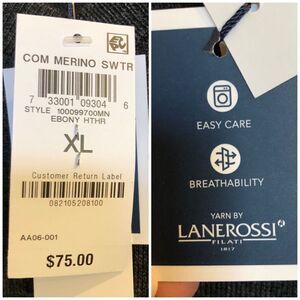 COM MERINO SWTR
7 33001 09304 6
STYLE 100099700MN
EBONY HTHR
XL
Customer Return Label
082105208100
AA06-001
$75.00
EASY CARE
BREATHABILITY
YARN BY
LANEROSSI
FILATI
1817